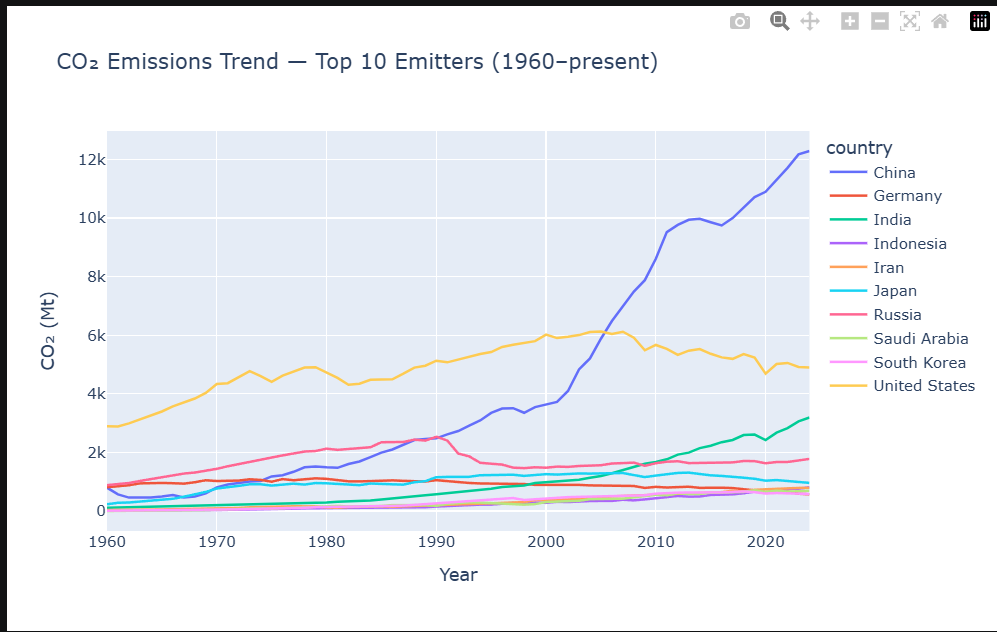 CO₂ Emissions Trend — Top 10 Emitters (1960–present)
country
China
Germany
India
Indonesia
Iran
Japan
Russia
Saudi Arabia
South Korea
United States
CO₂ (Mt)
12k
10k
8k
6k
4k
2k
0
1960 1970 1980 1990 2000 2010 2020
Year